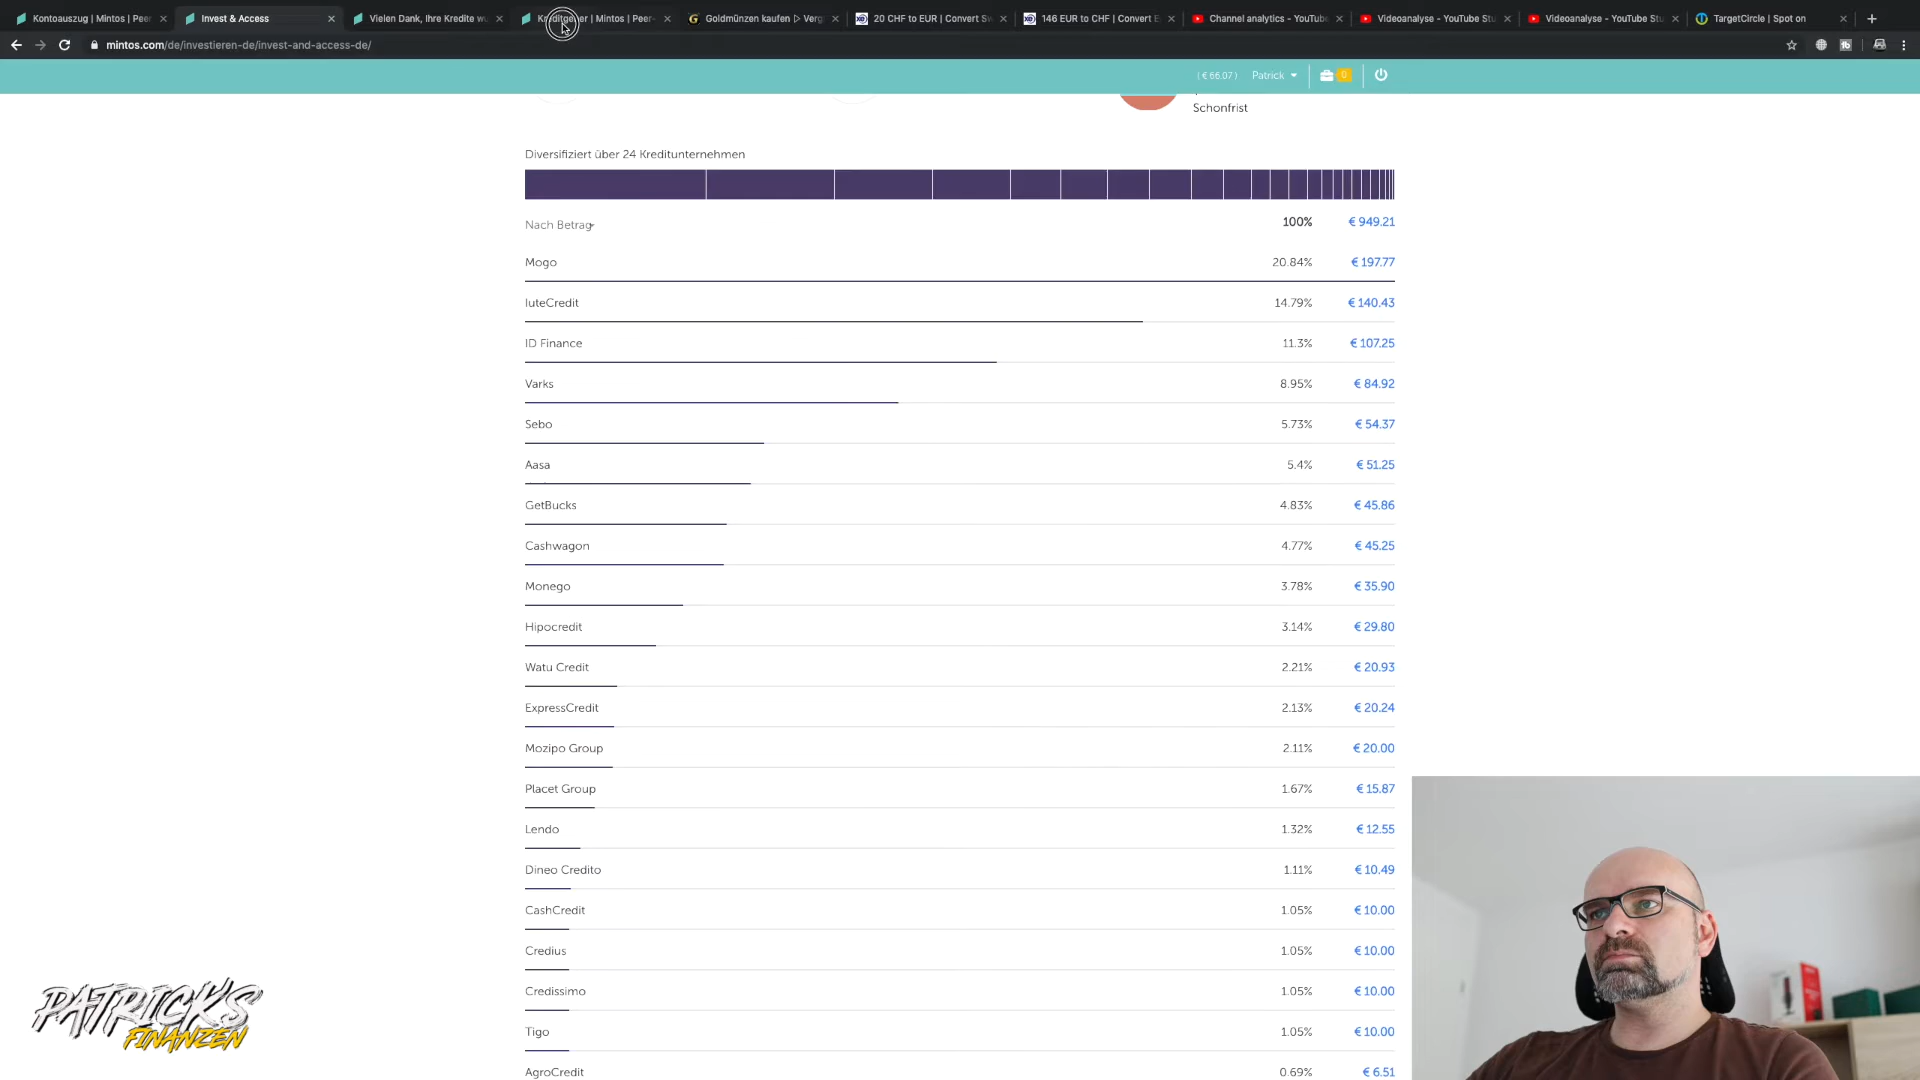 Kontoauszug | Mintos | Peer
Invest & Access
Vielen Dank, Ihre Kredite wu
Kreditgeber | Mintos | Peer-
Goldmünzen kaufen ▷ Verg
20 CHF to EUR | Convert Sw
146 EUR to CHF | Convert E
Channel analytics - YouTube
Videoanalyse - YouTube Stu
Videoanalyse - YouTube Stu
TargetCircle | Spot on
mintos.com/de/investieren-de/invest-and-access-de/
( € 66.07 ) Patrick 0
Schonfrist
Diversifiziert über 24 Kreditunternehmen
Nach Betrag 100% € 949.21
Mogo 20.84% € 197.77
IuteCredit 14.79% € 140.43
ID Finance 11.3% € 107.25
Varks 8.95% € 84.92
Sebo 5.73% € 54.37
Aasa 5.4% € 51.25
GetBucks 4.83% € 45.86
Cashwagon 4.77% € 45.25
Monego 3.78% € 35.90
Hipocredit 3.14% € 29.80
Watu Credit 2.21% € 20.93
ExpressCredit 2.13% € 20.24
Mozipo Group 2.11% € 20.00
Placet Group 1.67% € 15.87
Lendo 1.32% € 12.55
Dineo Credito 1.11% € 10.49
CashCredit 1.05% € 10.00
Credius 1.05% € 10.00
Credissimo 1.05% € 10.00
Tigo 1.05% € 10.00
AgroCredit 0.69% € 6.51
PATRICKS
FINANZEN